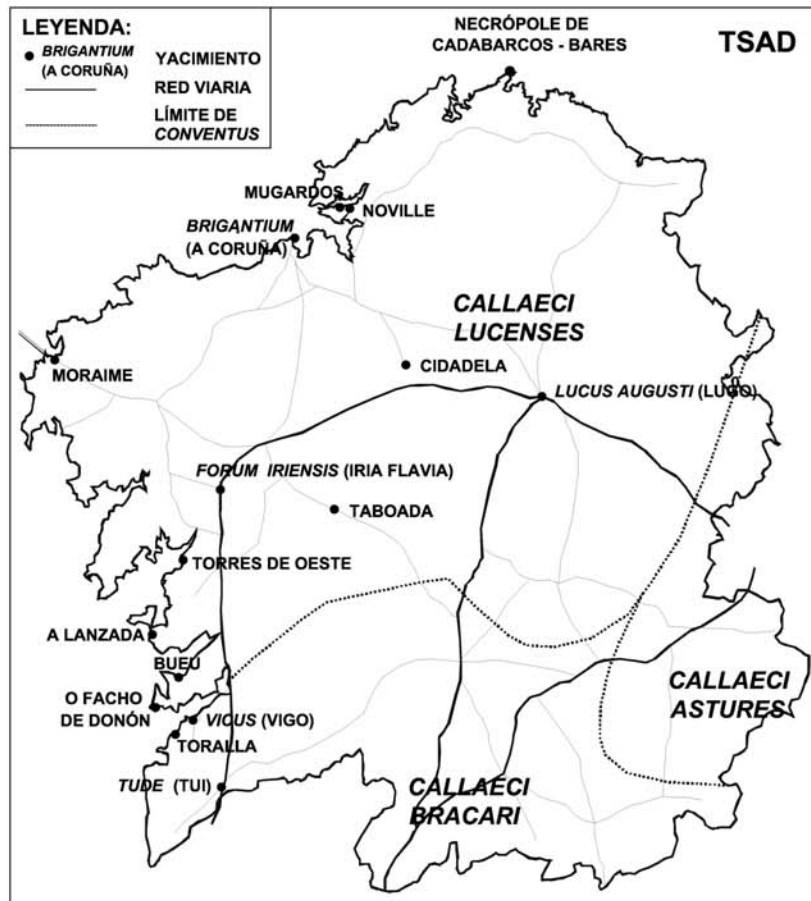 LEYENDA:
BRIGANTIUM
(A CORUÑA)
YACIMIENTO
RED VIARIA
LÍMITE DE
CONVENTUS
NECRÓPOLE DE
CADABARCOS - BARES
TSAD
MUGARDOS
NOVILLE
BRIGANTIUM
(A CORUÑA)
CALLAECI
LUCENSES
MORAIME
CIDADELA
LUCUS AUGUSTI (LUGO)
FORUM IRIENSIS (IRIA FLAVIA)
TABOADA
TORRES DE OESTE
A LANZADA
BUEU
O FACHO
DE DONÓN
VICUS (VIGO)
TORALLA
CALLAECI
ASTURES
TUDE (TUI)
CALLAECI
BRACARI